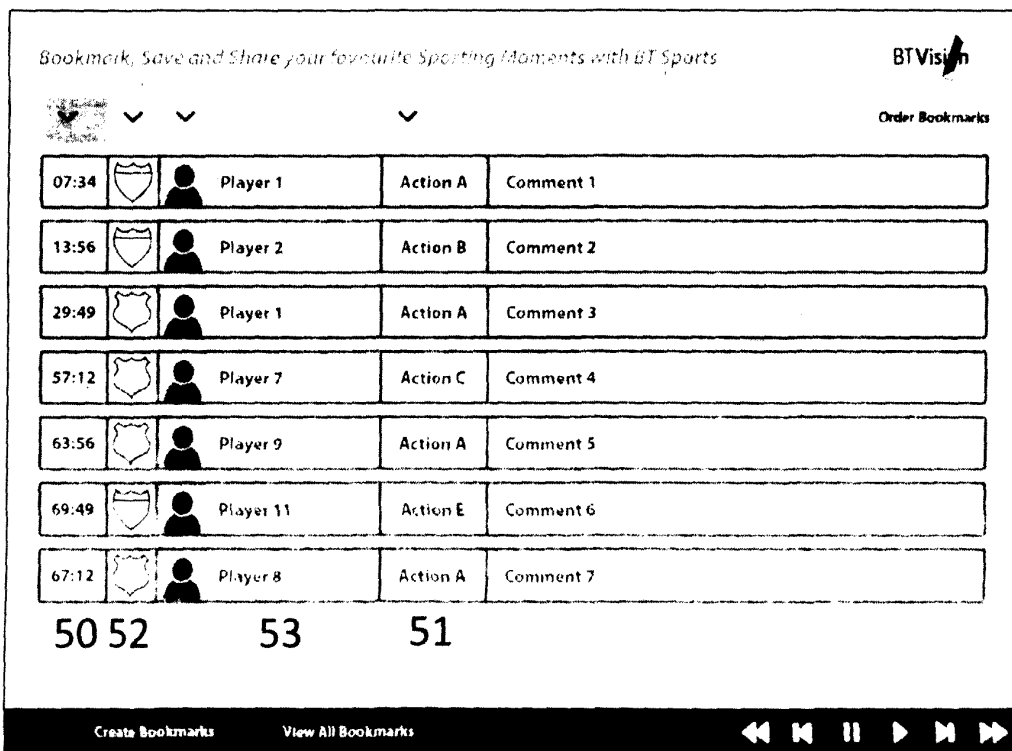 Bookmark, Save and Share your favourite Sporting Moments with BT Sports
BTVision
Order Bookmarks
07:34 Player 1 Action A Comment 1
13:56 Player 2 Action B Comment 2
29:49 Player 1 Action A Comment 3
57:12 Player 7 Action C Comment 4
63:56 Player 9 Action A Comment 5
69:49 Player 11 Action E Comment 6
67:12 Player 8 Action A Comment 7
50 52 53 51
Create Bookmarks View All Bookmarks